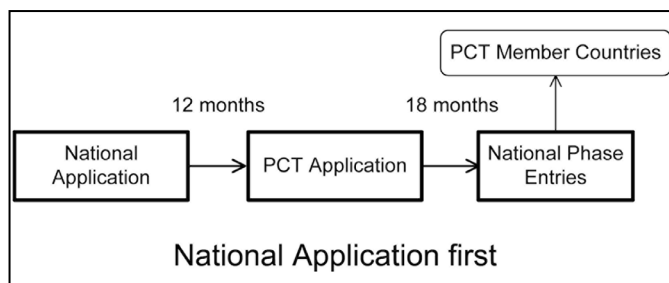 PCT Member Countries
12 months
18 months
National
Application
PCT Application
National Phase
Entries
National Application first